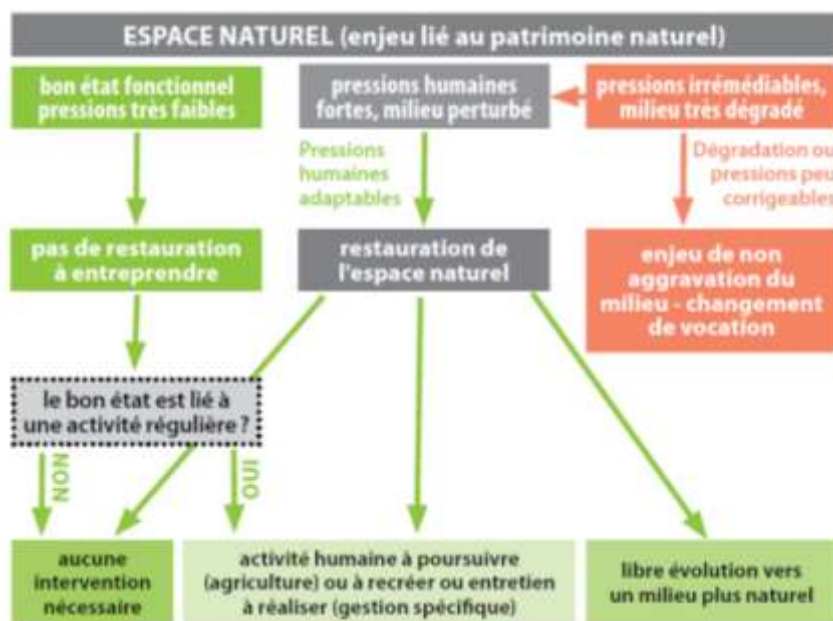 ESPACE NATUREL (enjeu lié au patrimoine naturel)
bon état fonctionnel
pressions très faibles
pressions humaines
fortes, milieu perturbé
pressions irrémédiables,
milieu très dégradé
Pressions
humaines
adaptables
Dégradation ou
pressions peu
corrigeables
pas de restauration
à entreprendre
restauration de
l'espace naturel
enjeu de non
aggravation du
milieu - changement
de vocation
le bon état est lié à
une activité régulière ?
NON
OUI
aucune
intervention
nécessaire
activité humaine à poursuivre
(agriculture) ou à recréer ou entretien
à réaliser (gestion spécifique)
libre évolution vers
un milieu plus naturel